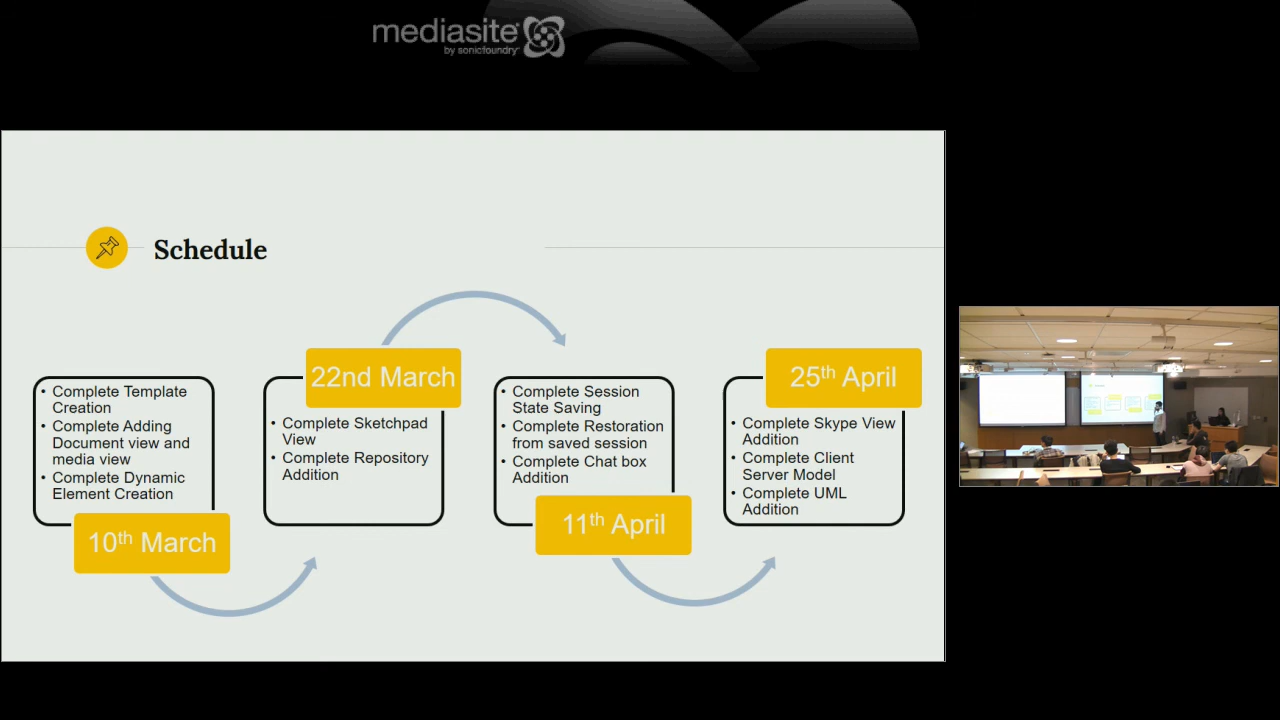 mediasite
by sonicfoundry
Schedule
• Complete Template
Creation
• Complete Adding
Document view and
media view
• Complete Dynamic
Element Creation
10th March
22nd March
• Complete Sketchpad
View
• Complete Repository
Addition
• Complete Session
State Saving
• Complete Restoration
from saved session
• Complete Chat box
Addition
11th April
25th April
• Complete Skype View
Addition
• Complete Client
Server Model
• Complete UML
Addition